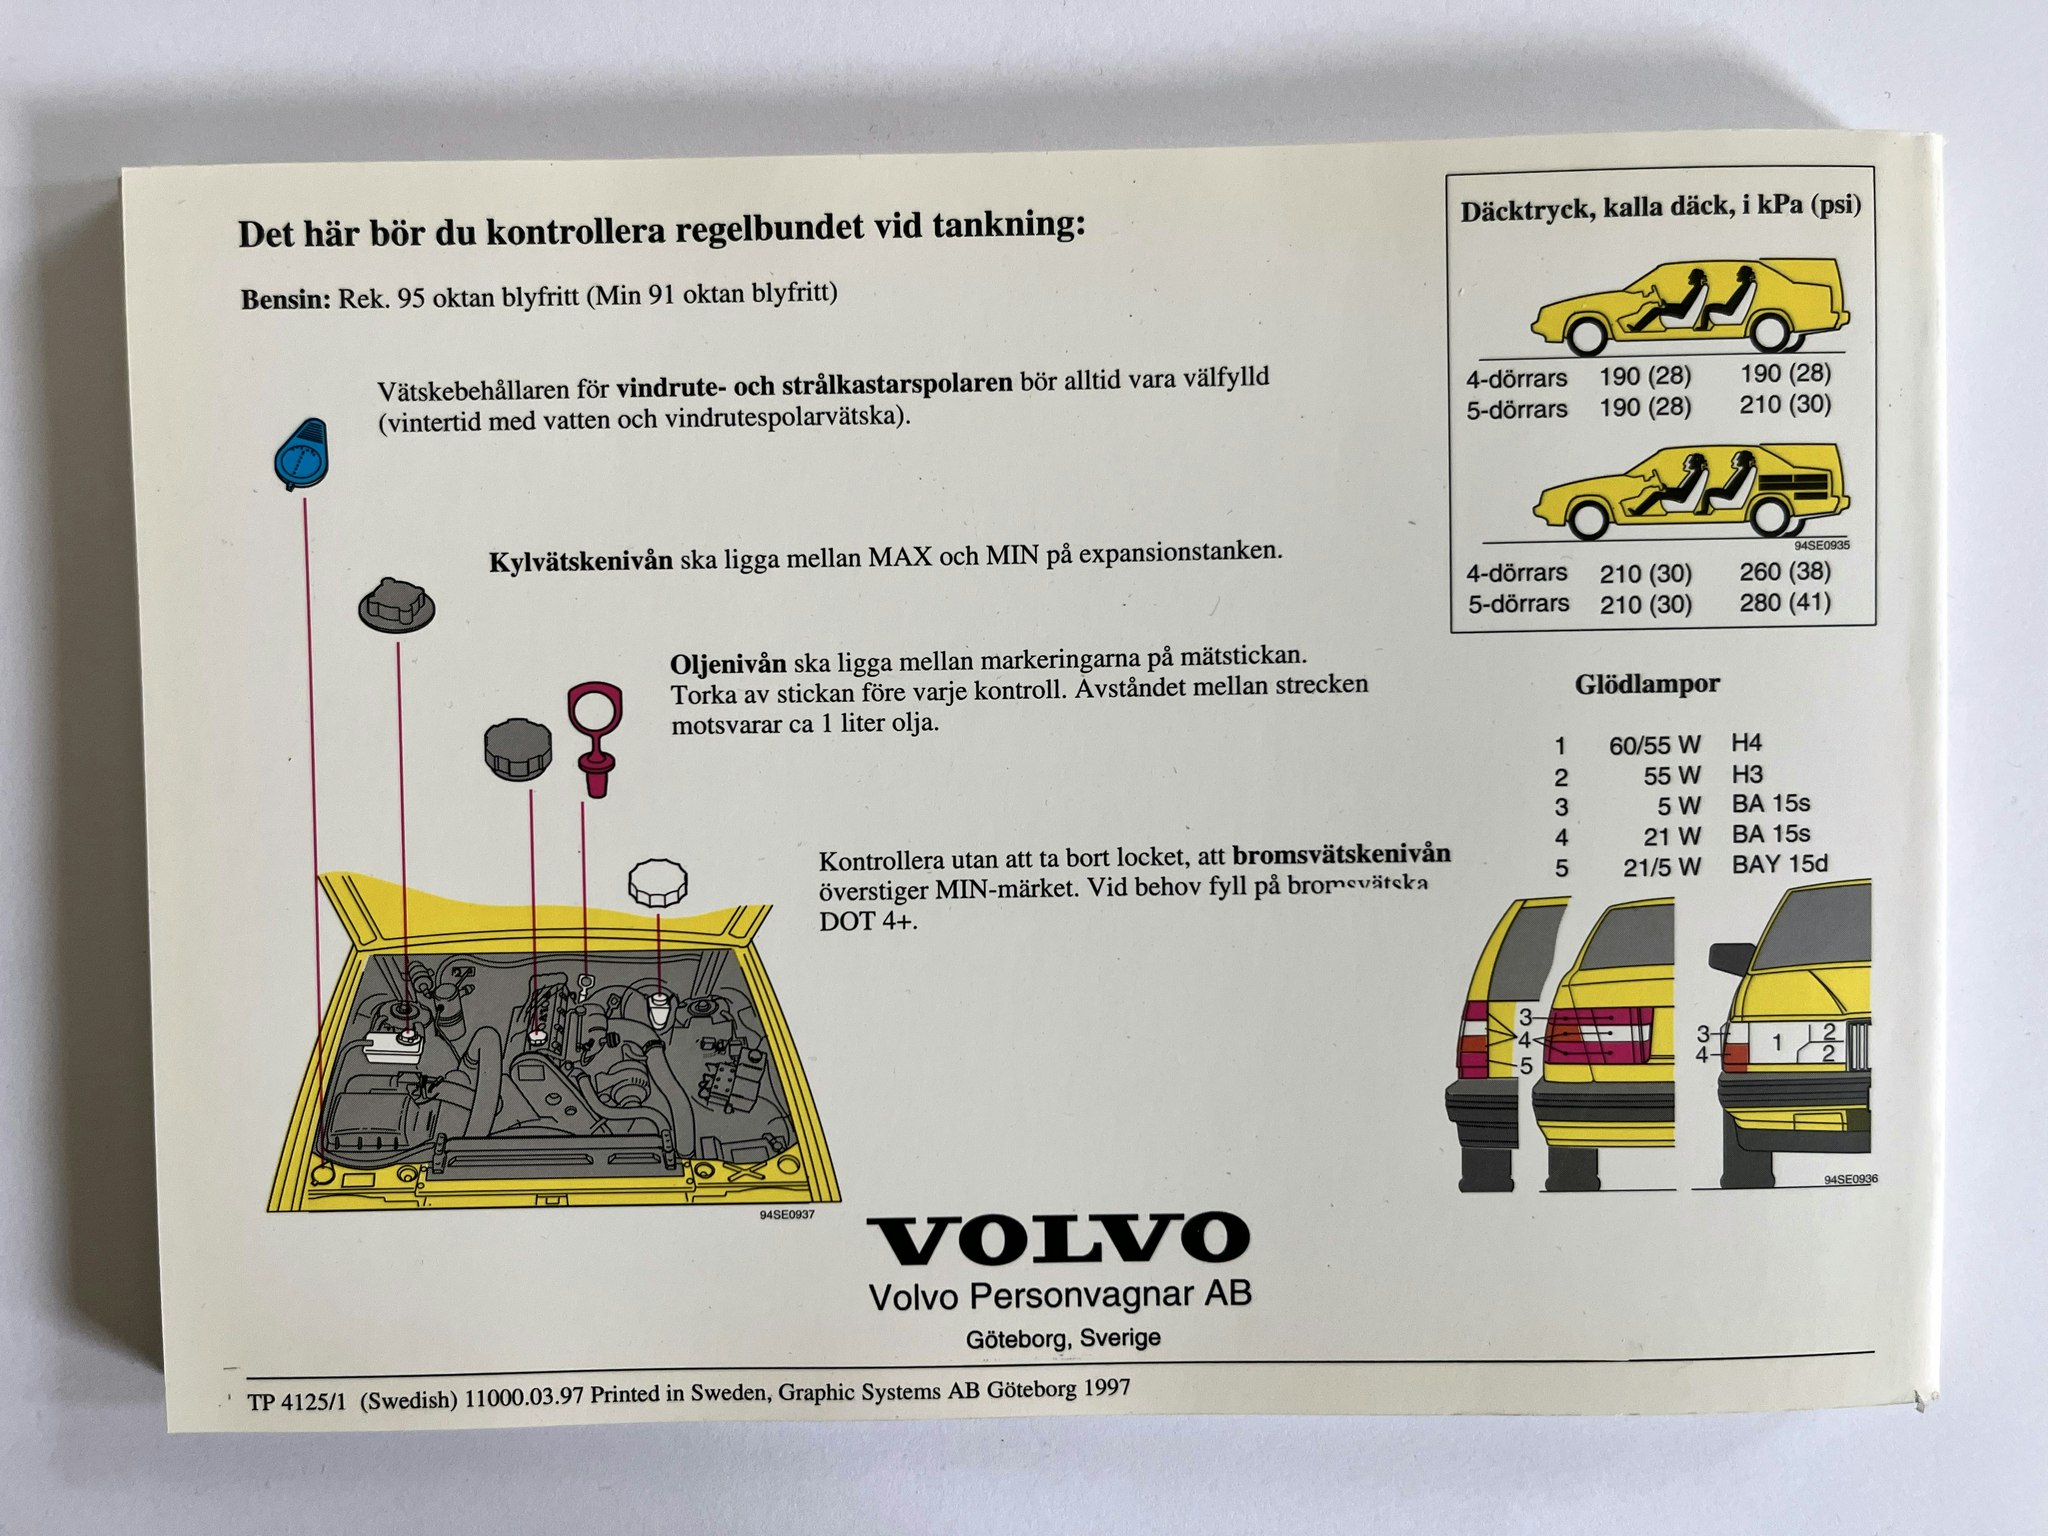 Det här bör du kontrollera regelbundet vid tankning:
Bensin: Rek. 95 oktan blyfritt (Min 91 oktan blyfritt)
Vätskebehållaren för vindrute- och strålkastarspolaren bör alltid vara välfylld
(vintertid med vatten och vindrutespolarvätska).
Kylvätskenivån ska ligga mellan MAX och MIN på expansionstanken.
Oljenivån ska ligga mellan markeringarna på mätstickan.
Torka av stickan före varje kontroll. Avståndet mellan strecken
motsvarar ca 1 liter olja.
Kontrollera utan att ta bort locket, att bromsvätskenivån
överstiger MIN-märket. Vid behov fyll på bromsvätska
DOT 4+.
94SE0937
Däcktryck, kalla däck, i kPa (psi)
4-dörrars 190 (28) 190 (28)
5-dörrars 190 (28) 210 (30)
94SE0935
4-dörrars 210 (30) 260 (38)
5-dörrars 210 (30) 280 (41)
Glödlampor
1 60/55 W H4
2 55 W H3
3 5 W BA 15s
4 21 W BA 15s
5 21/5 W BAY 15d
3
4
5
3
4
1
2
2
94SE0936
VOLVO
Volvo Personvagnar AB
Göteborg, Sverige
TP 4125/1 (Swedish) 11000.03.97 Printed in Sweden, Graphic Systems AB Göteborg 1997